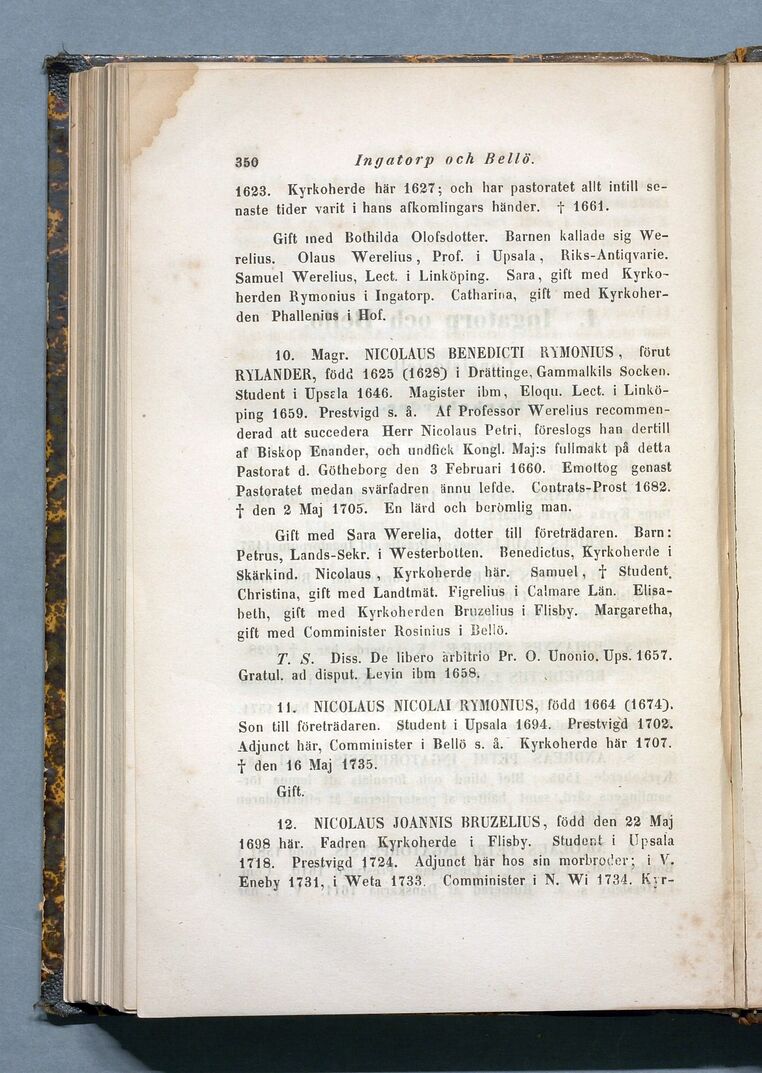 350 Ingatorp och Bellö.
1623. Kyrkoherde här 1627; och har pastoratet allt intill se-
naste tider varit i hans afkomlingars händer. † 1661.
Gift med Bothilda Olofsdotter. Barnen kallade sig We-
relius. Olaus Werelius, Prof. i Upsala, Riks-Antiqvarie.
Samuel Werelius, Lect. i Linköping. Sara, gift med Kyrko-
herden Rymonius i Ingatorp. Catharina, gift med Kyrkoher-
den Phallenius i Hof.
10. Magr. NICOLAUS BENEDICTI RYMONIUS, förut
RYLANDER, född 1625 (1628) i Drättinge, Gammalkils Socken.
Student i Upsala 1646. Magister ibm, Eloqu. Lect. i Linkö-
ping 1659. Prestvigd s. å. Af Professor Werelius recommen-
derad att succedera Herr Nicolaus Petri, föreslogs han dertill
af Biskop Enander, och undfick Kongl. Maj:s fullmakt på detta
Pastorat d. Götheborg den 3 Februari 1660. Emottog genast
Pastoratet medan svärfadren ännu lefde. Contrats-Prost 1682.
† den 2 Maj 1705. En lärd och berömlig man.
Gift med Sara Werelia, dotter till företrädaren. Barn:
Petrus, Lands-Sekr. i Westerbotten. Benedictus, Kyrkoherde i
Skärkind. Nicolaus, Kyrkoherde här. Samuel, † Student.
Christina, gift med Landtmät. Figrelius i Calmare Län. Elisa-
beth, gift med Kyrkoherden Bruzelius i Flisby. Margaretha,
gift med Comminister Rosinius i Bellö.
T. S. Diss. De libero arbitrio Pr. O. Unonio. Ups. 1657.
Gratul. ad disput. Levin ibm 1658.
11. NICOLAUS NICOLAI RYMONIUS, född 1664 (1674).
Son till företrädaren. Student i Upsala 1694. Prestvigd 1702.
Adjunct här, Comminister i Bellö s. å. Kyrkoherde här 1707.
† den 16 Maj 1735.
Gift.
12. NICOLAUS JOANNIS BRUZELIUS, född den 22 Maj
1698 här. Fadren Kyrkoherde i Flisby. Student i Upsala
1718. Prestvigd 1724. Adjunct här hos sin morbroder; i V.
Eneby 1731, i Weta 1733. Comminister i N. Wi 1734. Kyr-